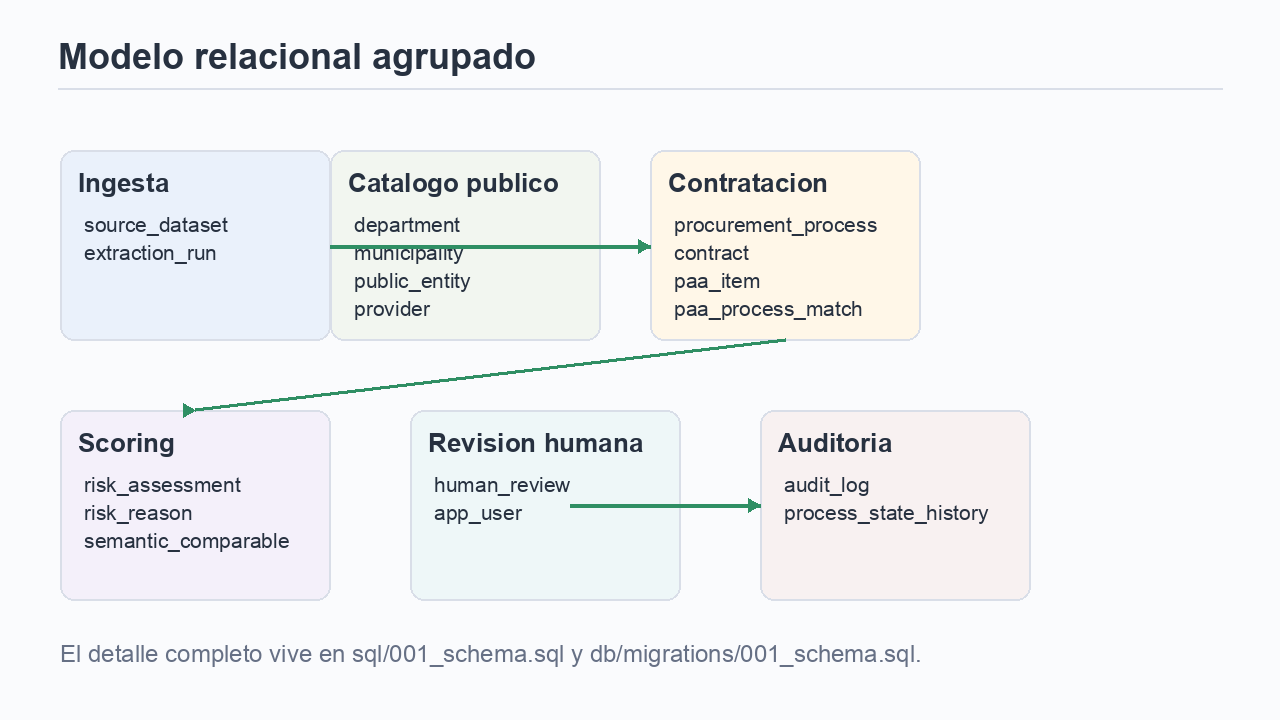 Modelo relacional agrupado
Ingesta
source_dataset
extraction_run
Catalogo publico
department
municipality
public_entity
provider
Contratacion
procurement_process
contract
paa_item
paa_process_match
Scoring
risk_assessment
risk_reason
semantic_comparable
Revision humana
human_review
app_user
Auditoria
audit_log
process_state_history
El detalle completo vive en sql/001_schema.sql y db/migrations/001_schema.sql.